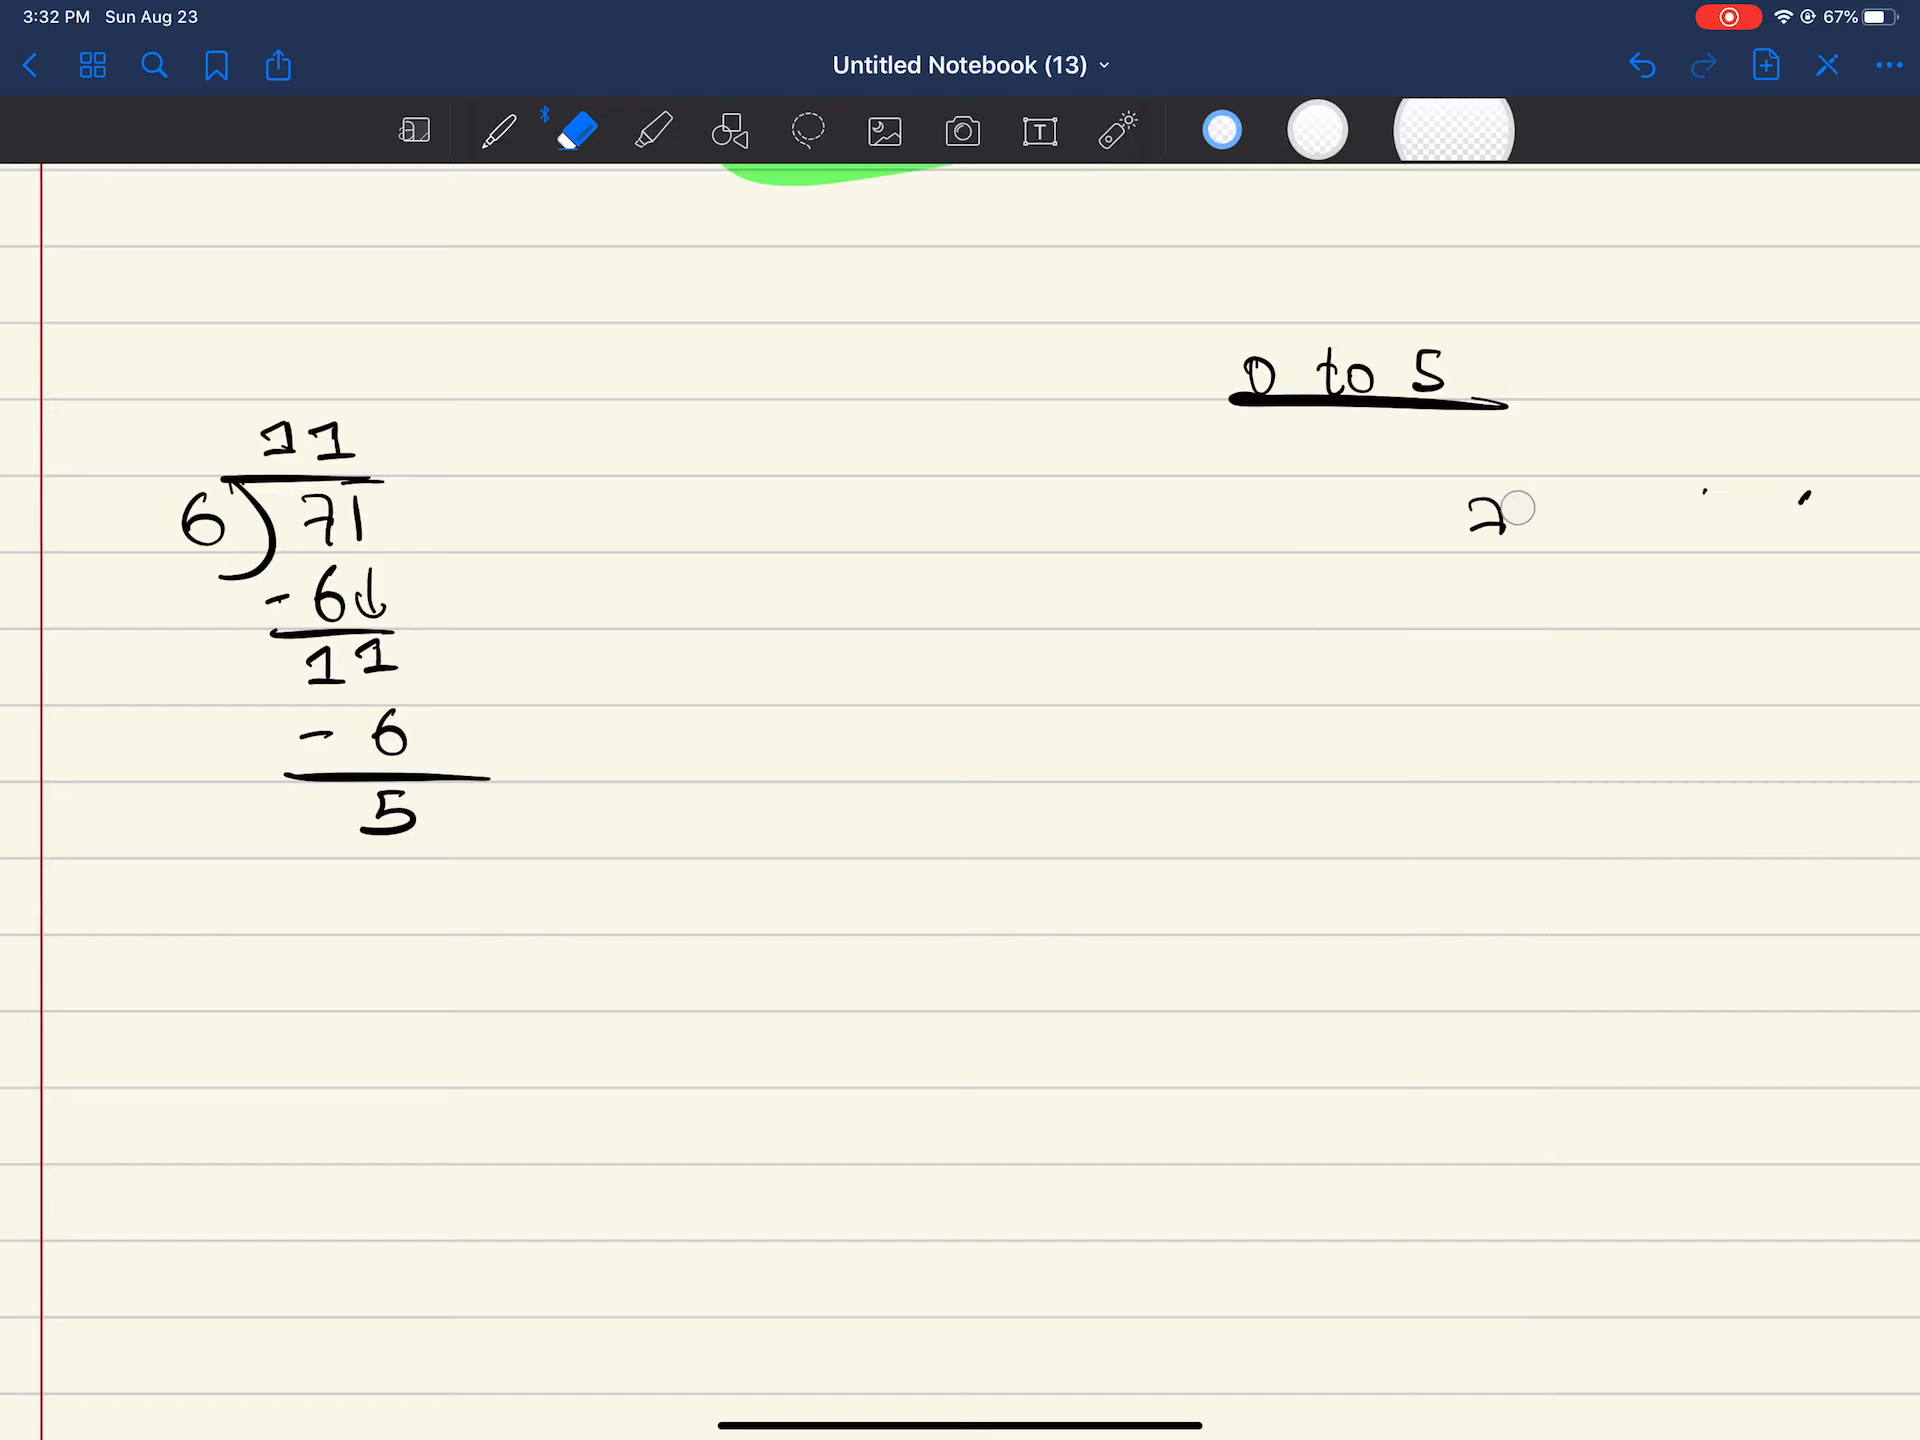 3:32 PM Sun Aug 23
67%
Untitled Notebook (13)
0 to 5
11
6 71
- 6↓
11
- 6
5